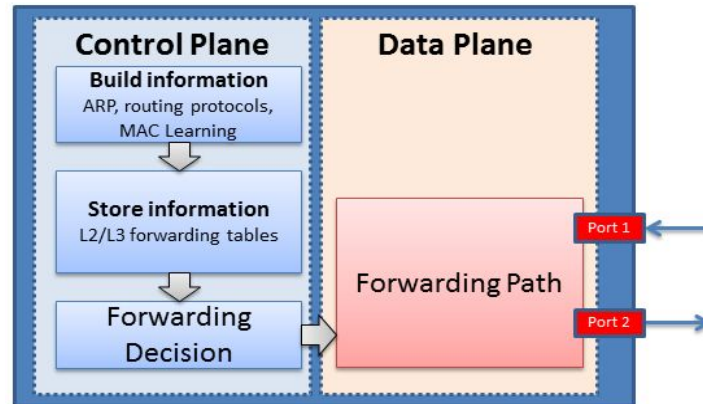 Control Plane
Build information
ARP, routing protocols,
MAC Learning
Store information
L2/L3 forwarding tables
Forwarding
Decision
Data Plane
Forwarding Path
Port 1
Port 2